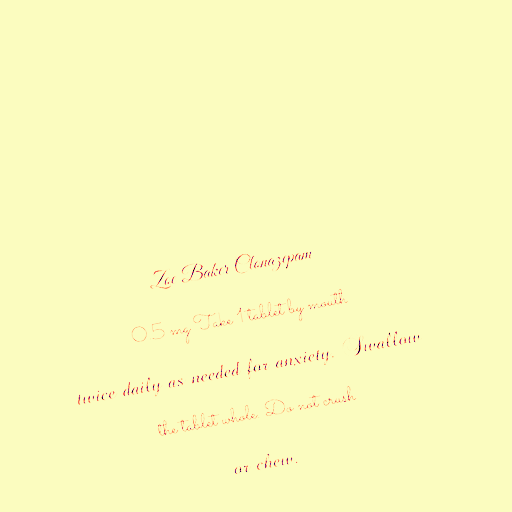 Zoe Baker Clonazepam
0.5 mg Take 1 tablet by mouth
twice daily as needed for anxiety. Swallow
the tablet whole. Do not crush
or chew.